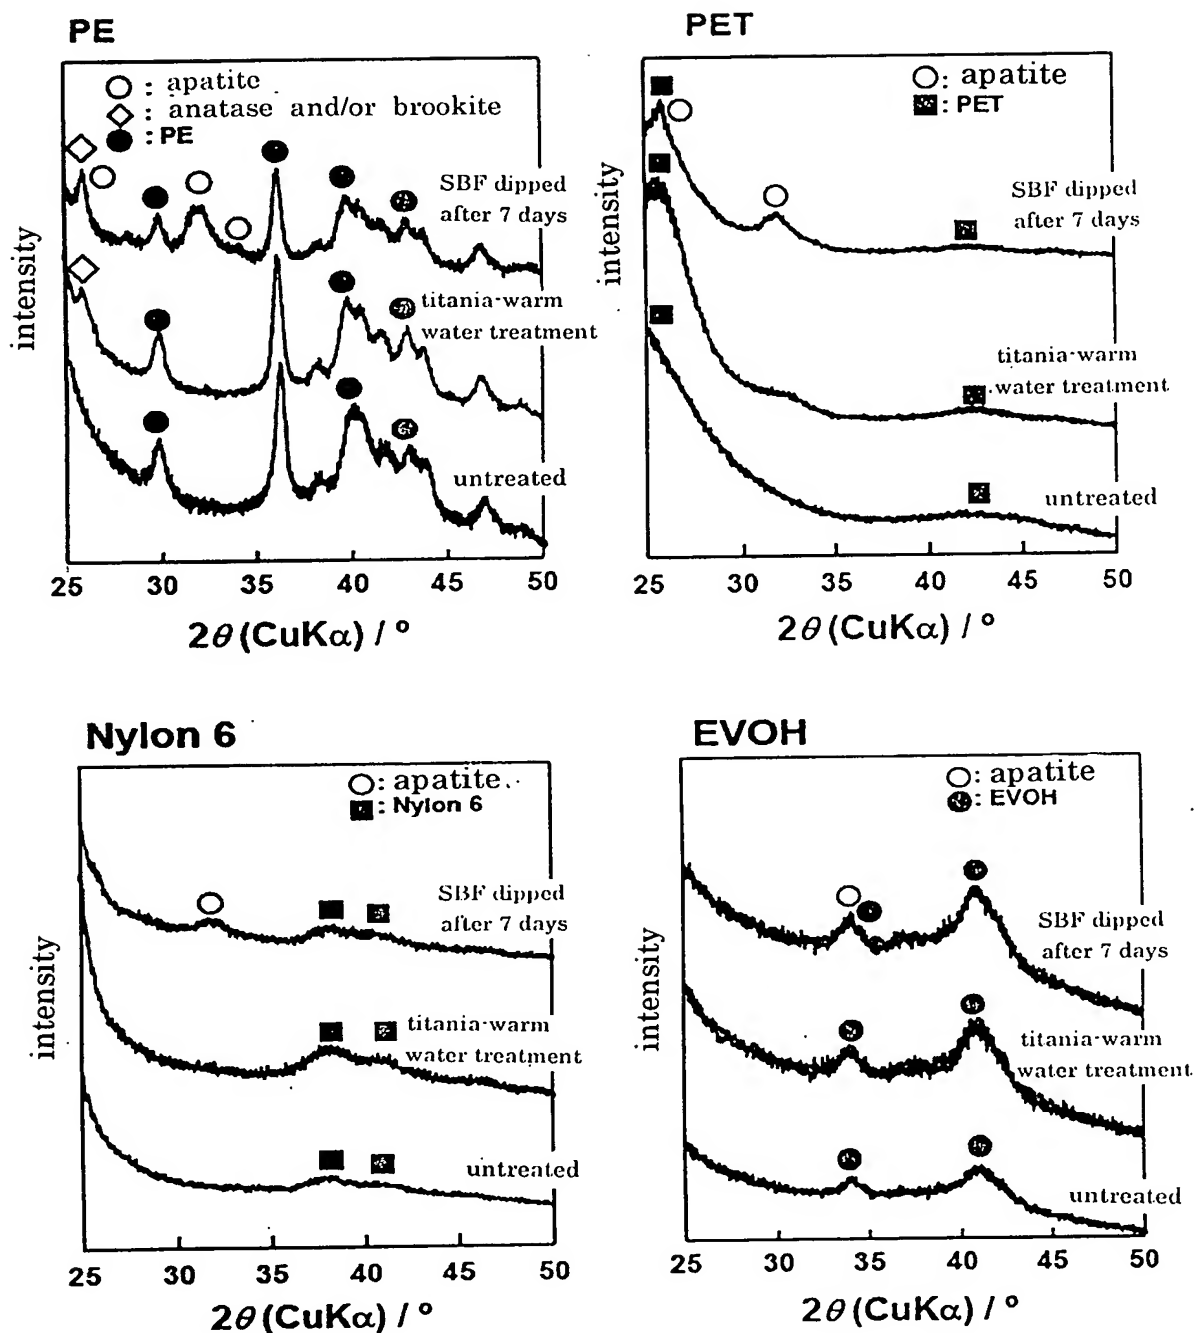 PE
○ : apatite
◇ : anatase and/or brookite
● : PE
SBF dipped
after 7 days
titania-warm
water treatment
untreated
intensity
25 30 35 40 45 50
2θ (CuKα) / º
PET
○: apatite
■: PET
SBF dipped
after 7 days
titania-warm
water treatment
untreated
intensity
25 30 35 40 45 50
2θ (CuKα) / º
Nylon 6
○: apatite
■: Nylon 6
SBF dipped
after 7 days
titania-warm
water treatment
untreated
intensity
25 30 35 40 45 50
2θ (CuKα) / º
EVOH
○: apatite
●: EVOH
SBF dipped
after 7 days
titania-warm
water treatment
untreated
intensity
25 30 35 40 45 50
2θ (CuKα) / º